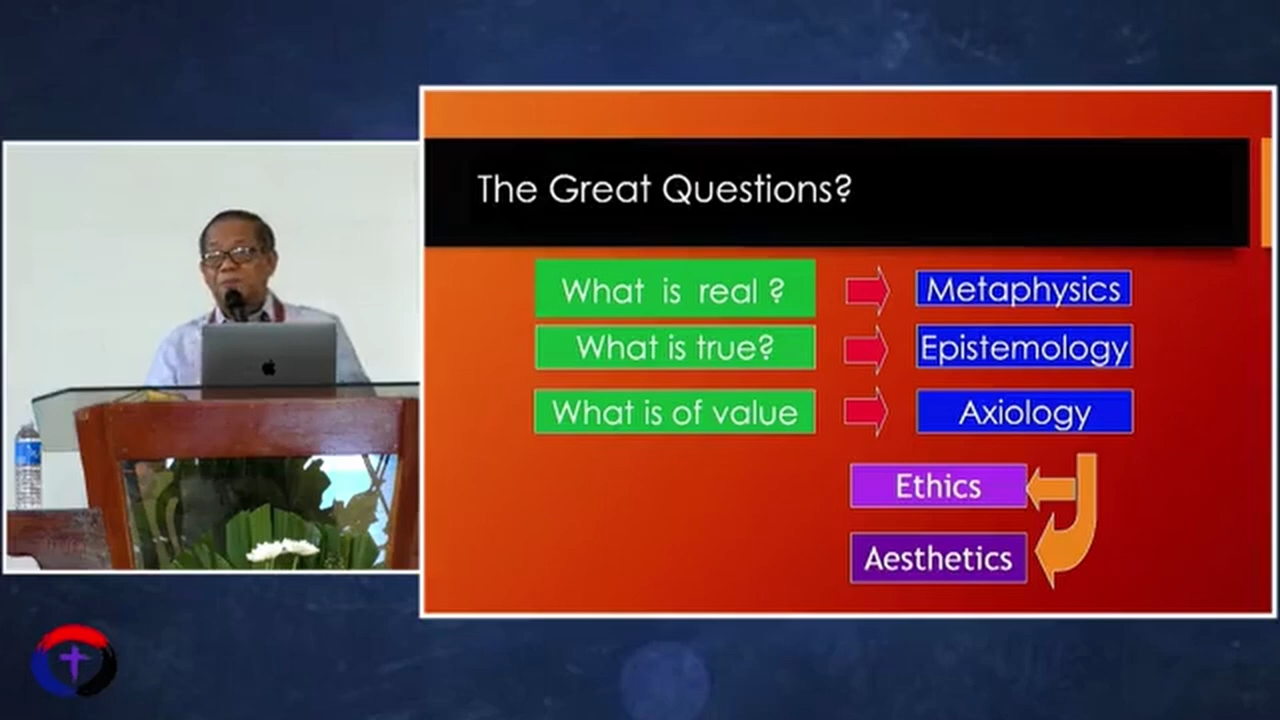 The Great Questions?
What is real ?
Metaphysics
What is true?
Epistemology
What is of value
Axiology
Ethics
Aesthetics